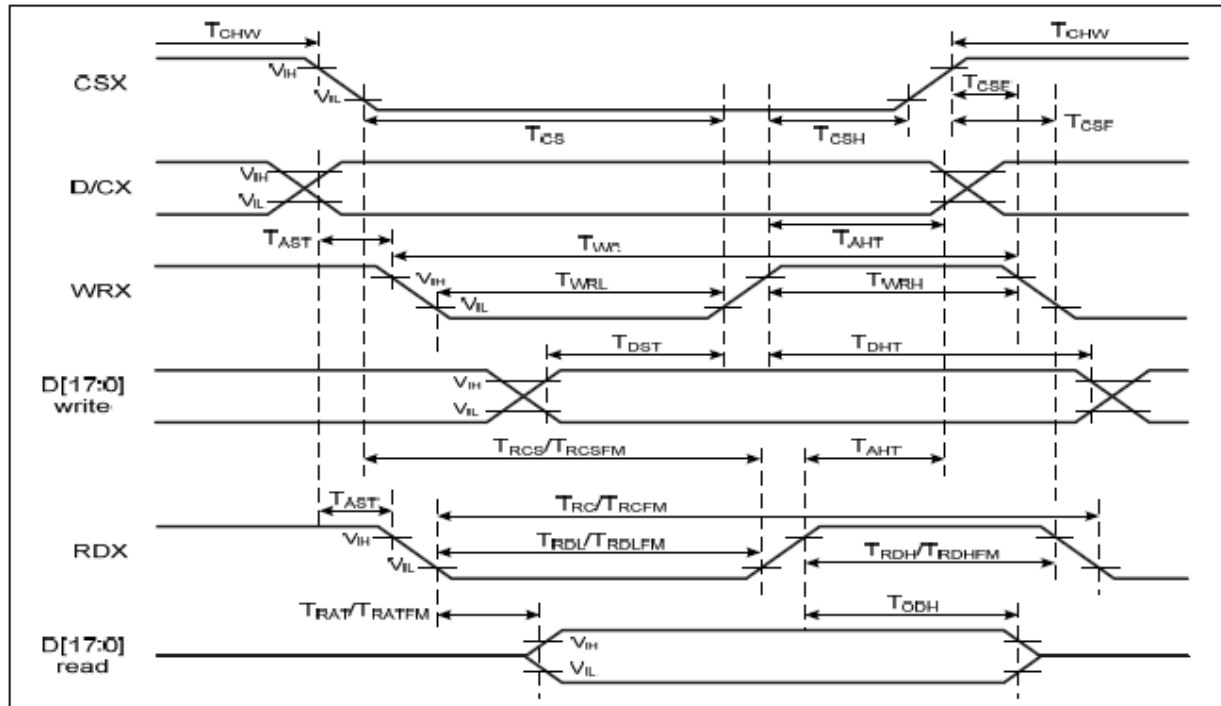 TCHW TCHW
CSX VIH VIL TCSE
TCS TCSH TCSF
D/CX VIH VIL
TAST TWC TAHT
WRX VIH VIL TWRL TWRH
TDST TDHT
D[17:0] VIH
write VIL
TRCS/TRCSFM TAHT
TAST TRC/TRCFM
RDX VIH VIL TRDL/TRDLFM TRDH/TRDHFM
TRAT/TRATFM TODH
D[17:0] VIH
read VIL